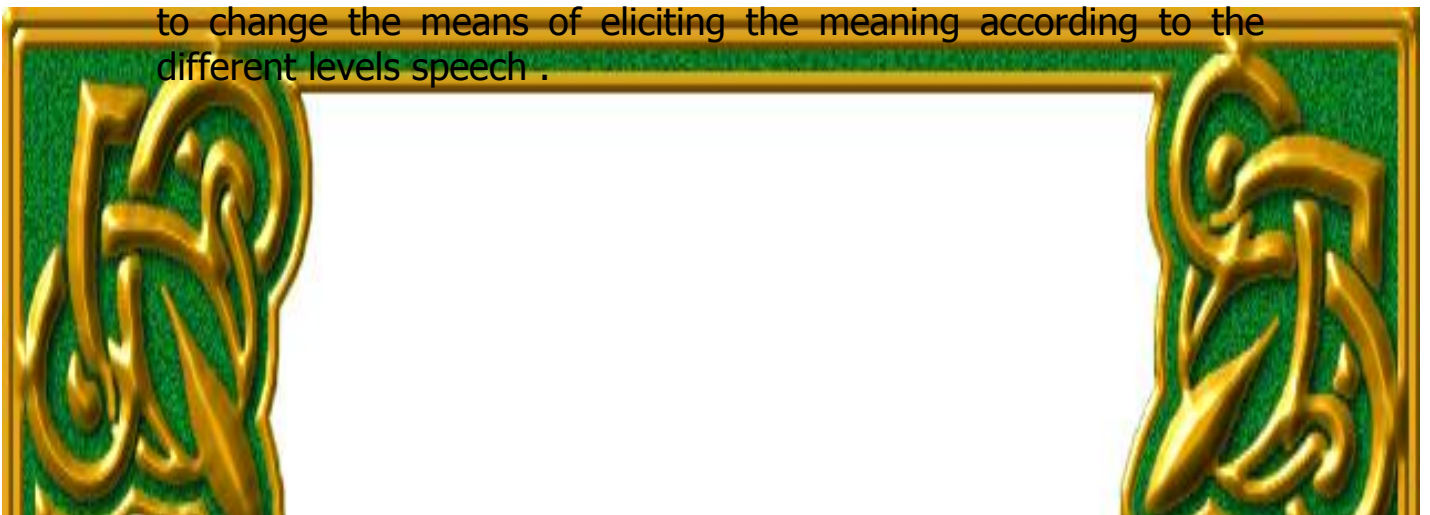 to change the means of eliciting the meaning according to the
different levels speech .